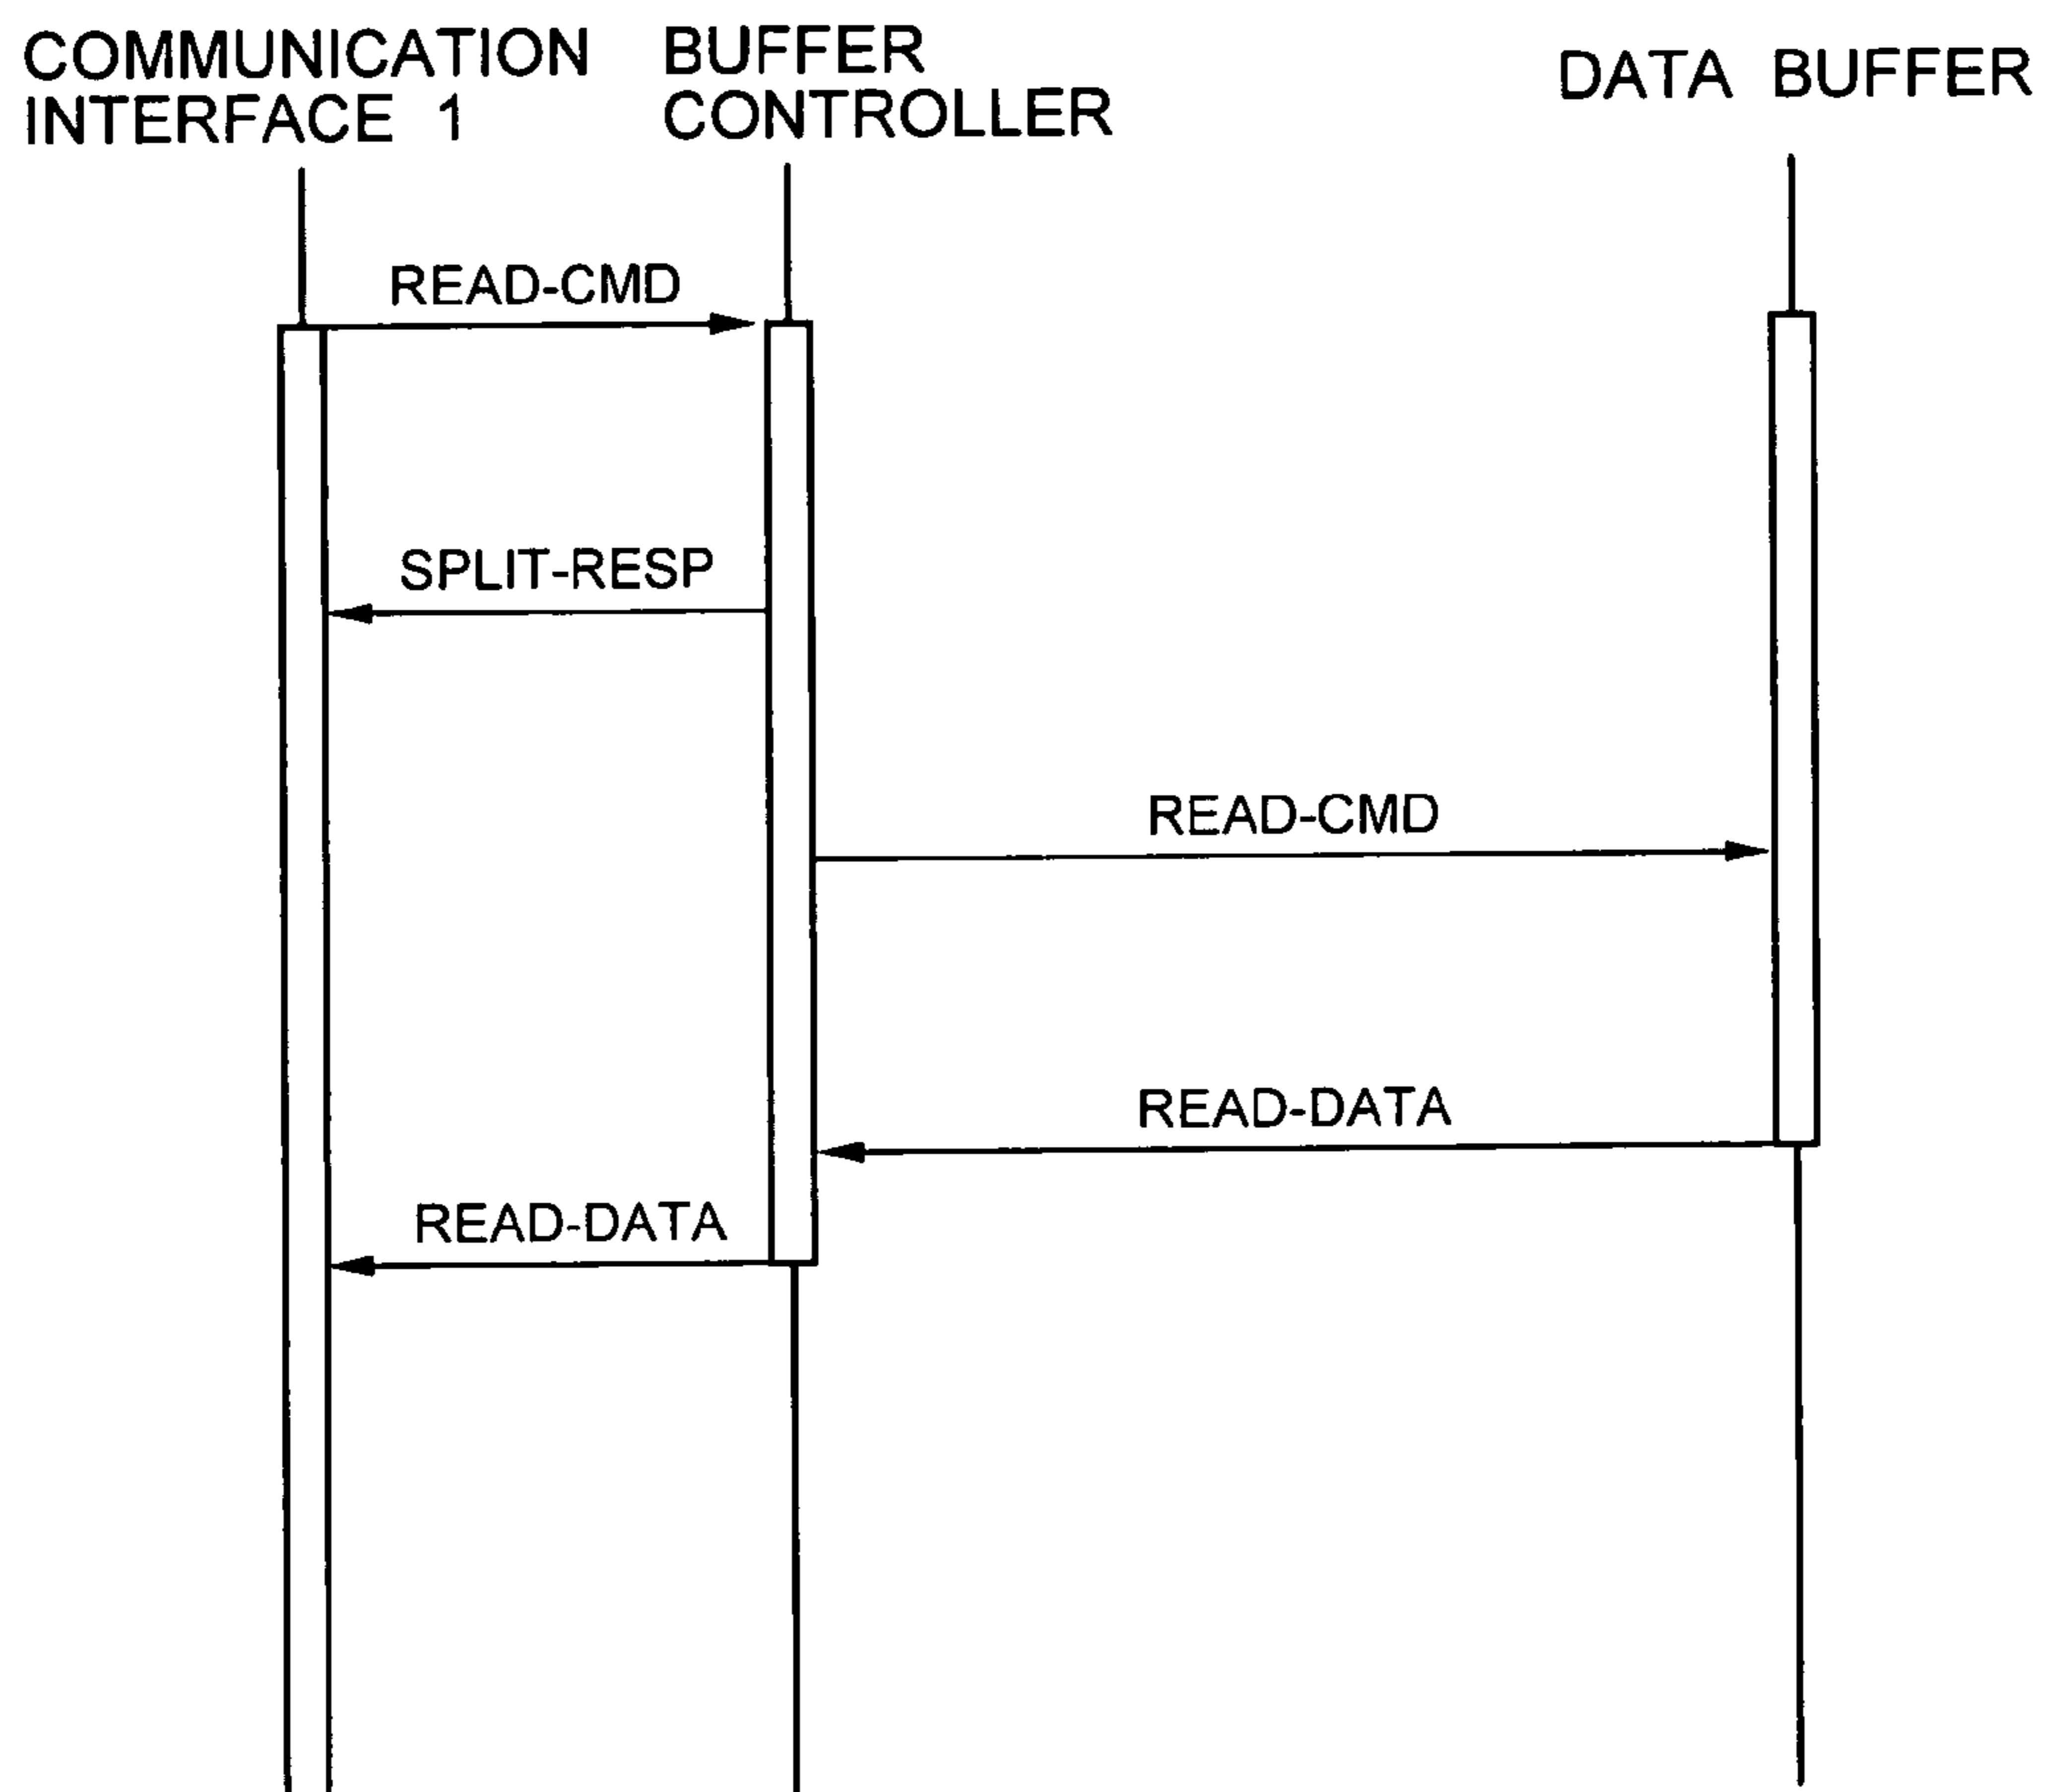 COMMUNICATION
INTERFACE 1
BUFFER
CONTROLLER
DATA BUFFER
READ-CMD
SPLIT-RESP
READ-CMD
READ-DATA
READ-DATA